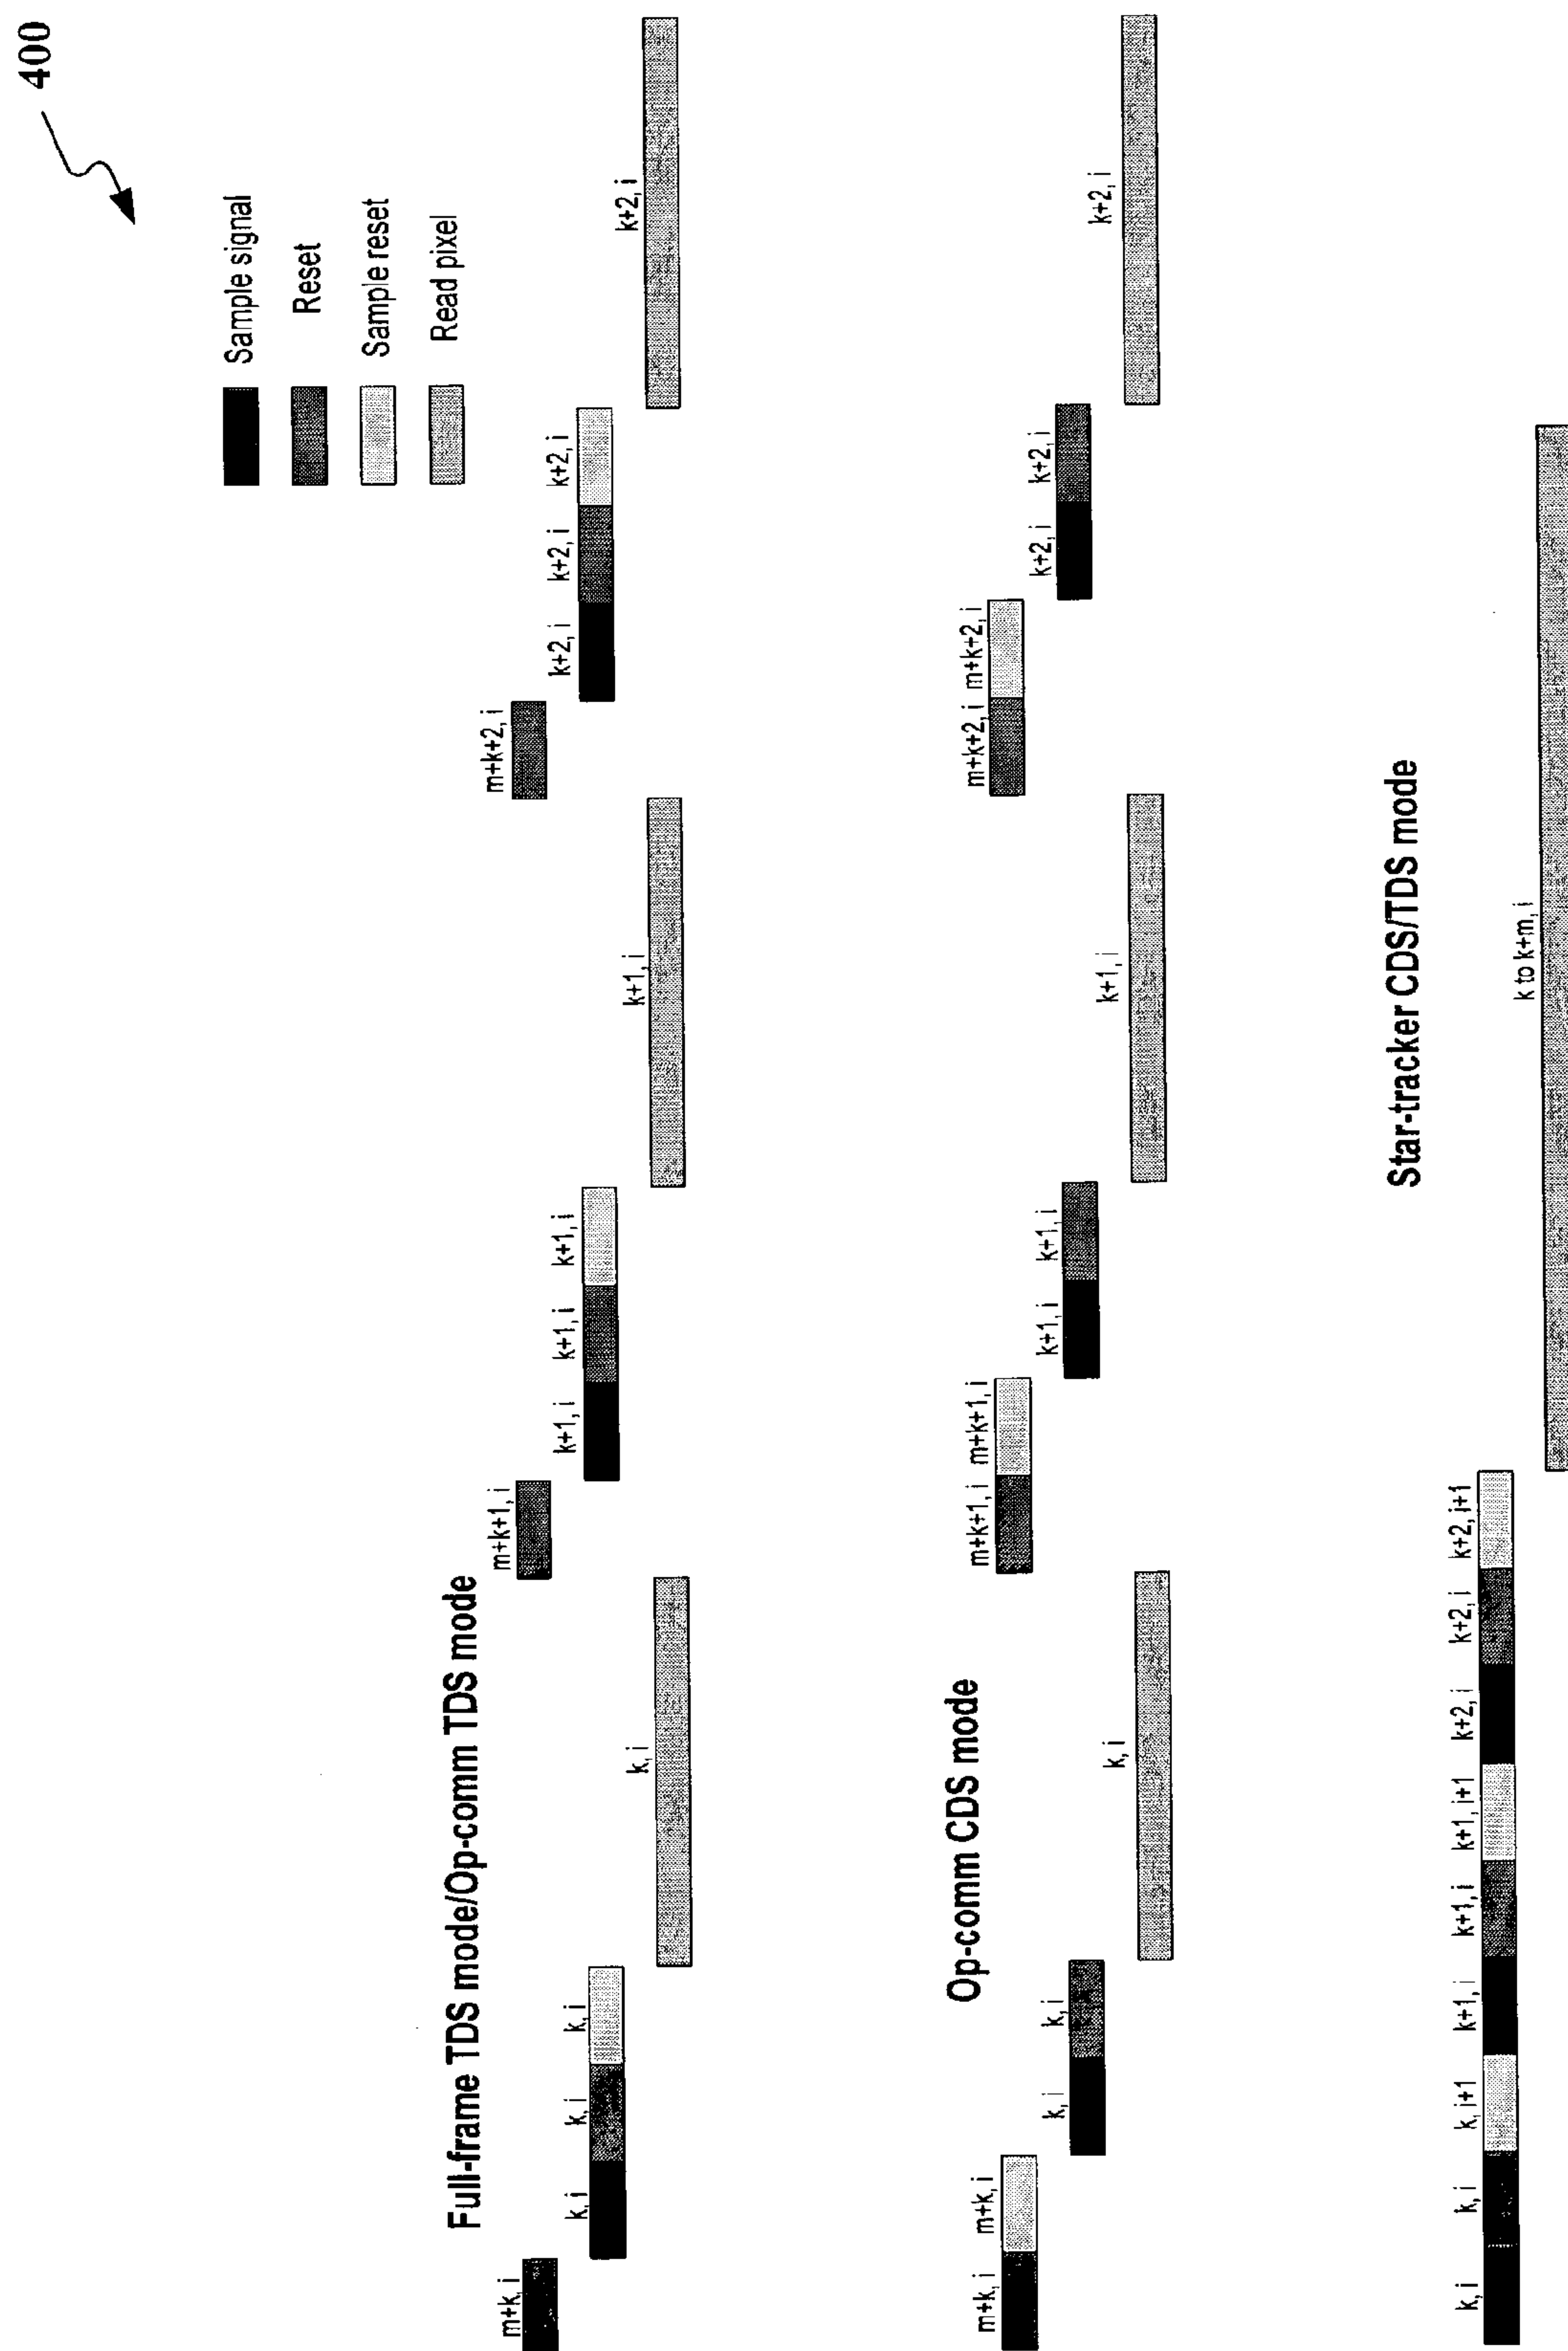 400
Sample signal
Reset
Sample reset
Read pixel
Full-frame TDS mode/Op-comm TDS mode
m+k, i
m+k+1, i
m+k+2, i
k, i
k, i
k, i
k+1, i
k+1, i
k+1, i
k+2, i
k+2, i
k+2, i
k, i
k+1, i
k+2, i
Op-comm CDS mode
m+k, i
m+k, i
m+k+1, i
m+k+1, i
m+k+2, i
m+k+2, i
k, i
k, i
k+1, i
k+1, i
k+2, i
k+2, i
k, i
k+1, i
k+2, i
Star-tracker CDS/TDS mode
k, i
k, i
k, i+1
k+1, i
k+1, i
k+1, i+1
k+2, i
k+2, i
k+2, i+1
k to k+m, i